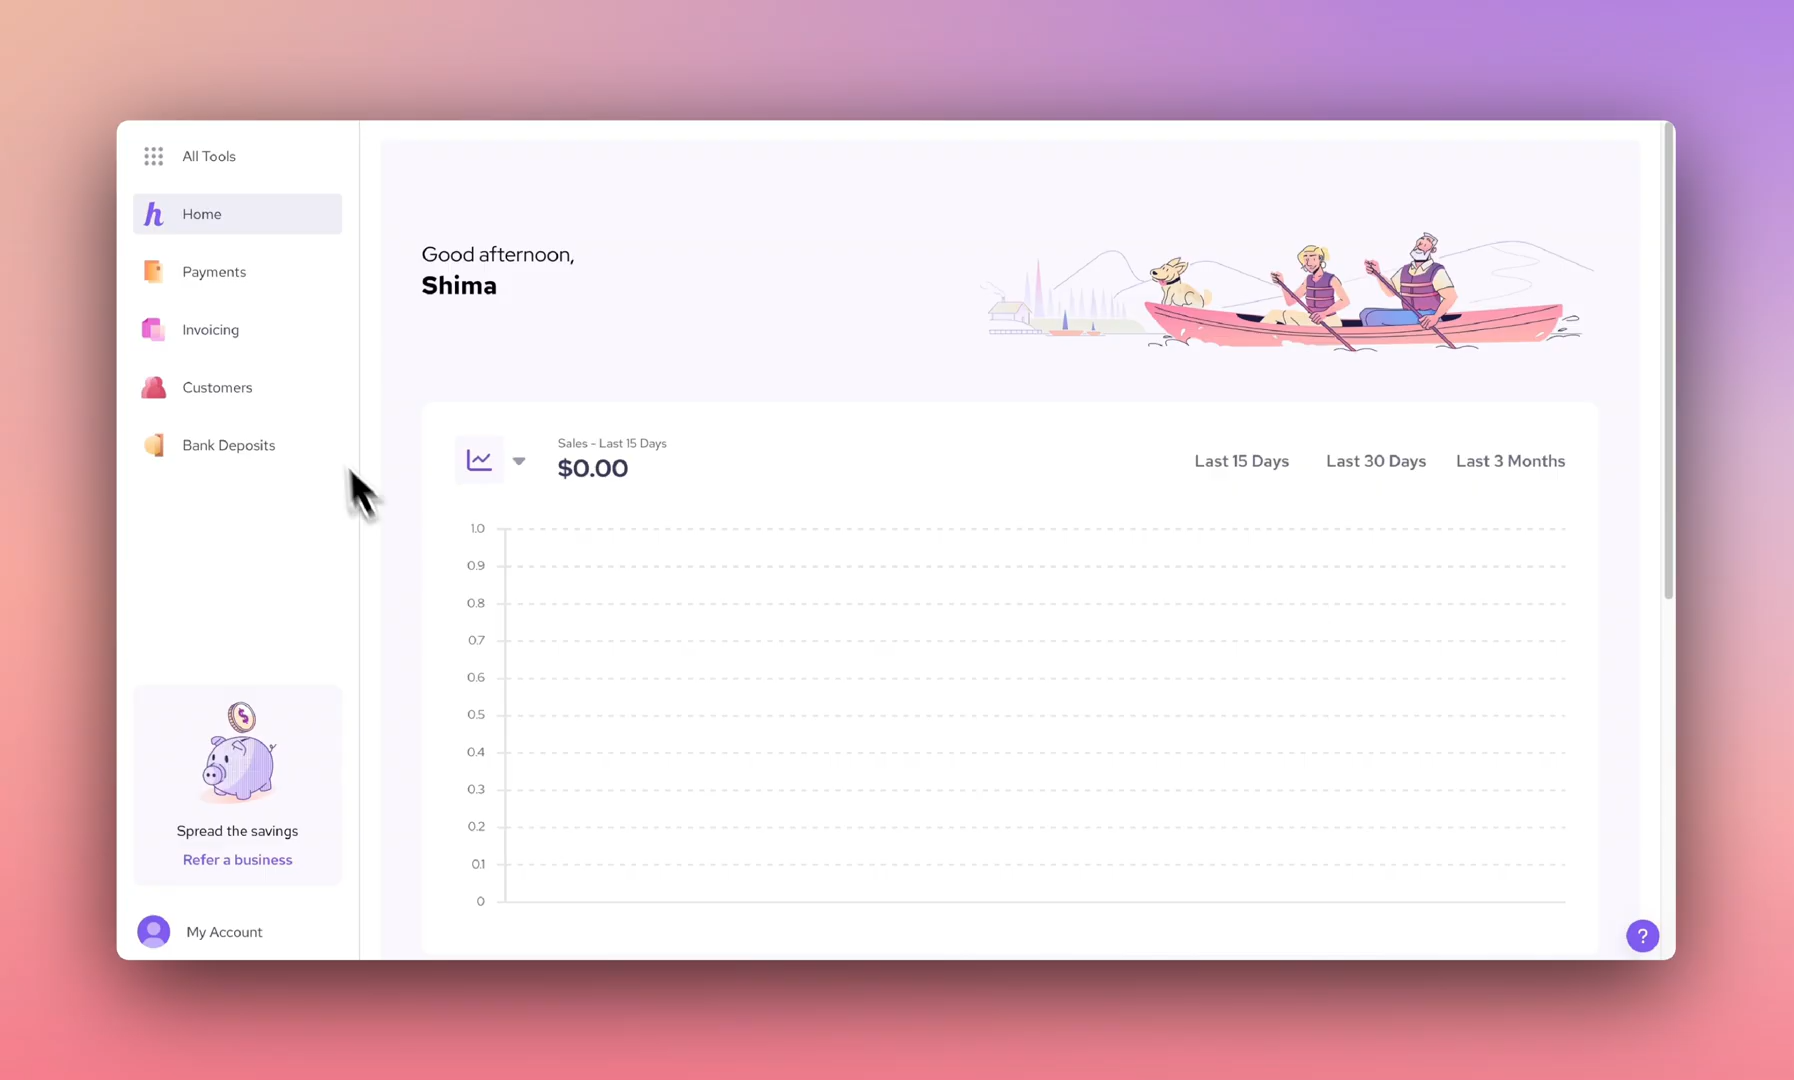 All Tools
h Home
Payments
Invoicing
Customers
Bank Deposits
$
Spread the savings
Refer a business
My Account
Good afternoon,
Shima
Sales - Last 15 Days
$0.00
Last 15 Days Last 30 Days Last 3 Months
1.0
0.9
0.8
0.7
0.6
0.5
0.4
0.3
0.2
0.1
0
?